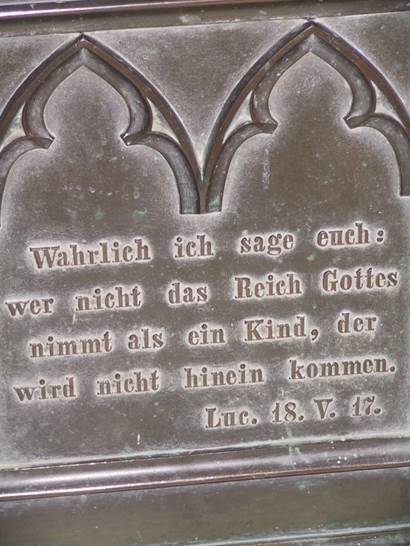 Wahrlich ich sage euch:
wer nicht das Reich Gottes
nimmt als ein Kind, der
wird nicht hinein kommen.
Luc. 18. V. 17.